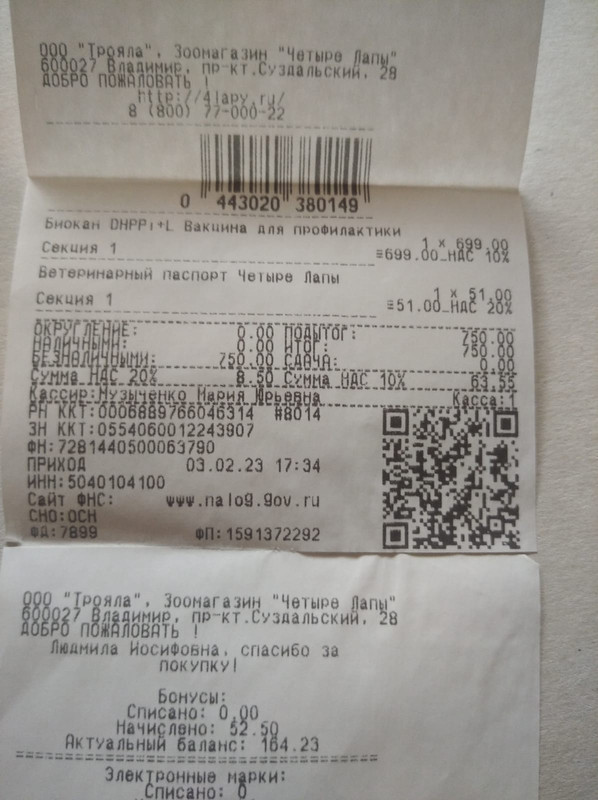 ООО "Трояла", Зоомагазин "Четыре Лапы"
600027 Владимир, пр-кт.Суздальский, 28
ДОБРО ПОЖАЛОВАТЬ !
http://4lapy.ru/
8 (800) 77-000-22
0 443020 380149
Биокан DHPPi+L Вакцина для профилактики
1 × 699.00
Секция 1 =699.00_НДС 10%
Ветеринарный паспорт Четыре Лапы
1 × 51.00
Секция 1 =51.00_НДС 20%
ОКРУГЛЕНИЕ: 0.00 ПОДЫТОГ: 750.00
НАЛИЧНЫМИ: 0.00 ИТОГ: 750.00
БЕЗНАЛИЧНЫМИ: 750.00 СДАЧА: 0.00
Сумма НДС 20% 8.50 Сумма НДС 10% 63.55
Кассир:Музыченко Мария Юрьевна Касса:1
РН ККТ:0006889766046314 #8014
ЗН ККТ:0554060012243907
ФН:7281440500063790
ПРИХОД 03.02.23 17:34
ИНН:5040104100
Сайт ФНС: www.nalog.gov.ru
СНО:ОСН
ФД:7899 ФП:1591372292
ООО "Трояла", Зоомагазин "Четыре Лапы"
600027 Владимир, пр-кт.Суздальский, 28
ДОБРО ПОЖАЛОВАТЬ !
Людмила Иосифовна, спасибо за
покупку!
Бонусы:
Списано: 0.00
Начислено: 52.50
Актуальный баланс: 164.23
Электронные марки:
Списано: 0